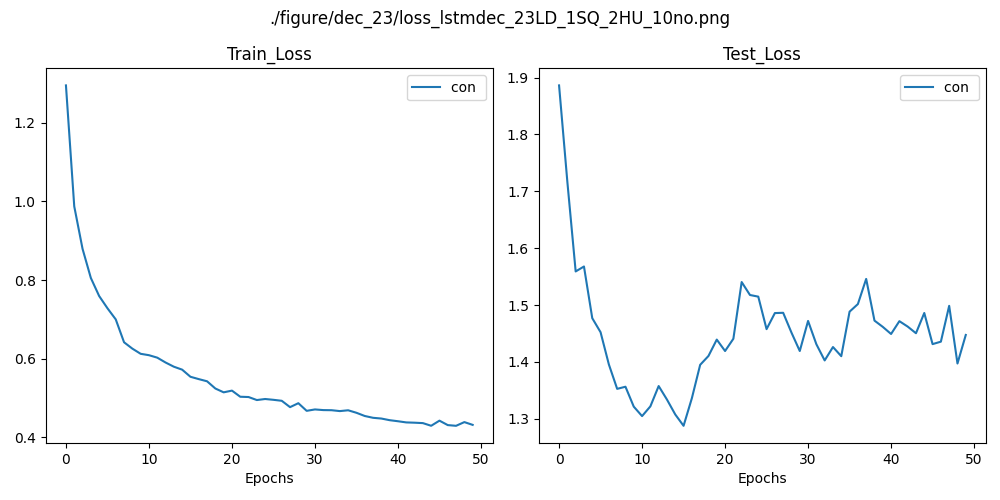 ./figure/dec_23/loss_lstmdec_23LD_1SQ_2HU_10no.png
Train_Loss
con
1.2
1.0
0.8
0.6
0.4
0 10 20 30 40 50
Epochs
Test_Loss
con
1.9
1.8
1.7
1.6
1.5
1.4
1.3
0 10 20 30 40 50
Epochs